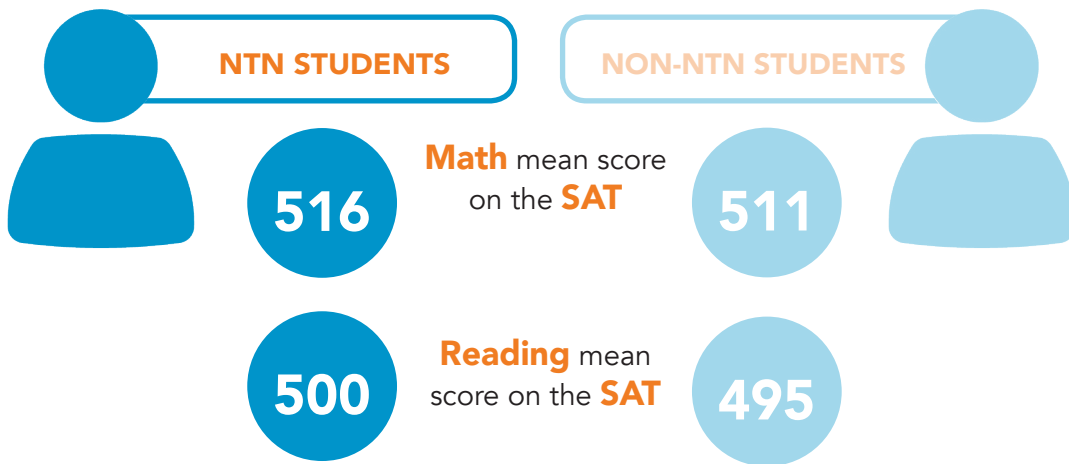 NTN STUDENTS
NON-NTN STUDENTS
516
Math mean score
on the SAT
511
500
Reading mean
score on the SAT
495